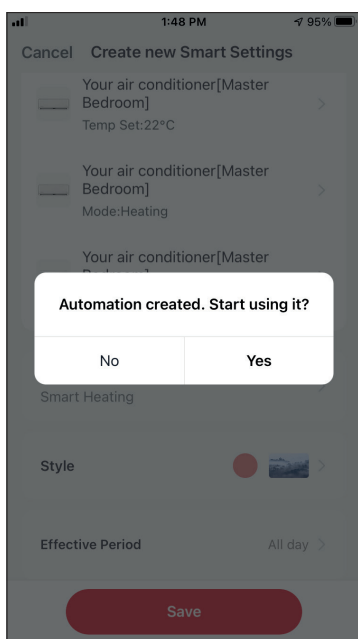 1:48 PM
95%
Cancel Create new Smart Settings
Your air conditioner[Master
Bedroom]
Temp Set:22°C
Your air conditioner[Master
Bedroom]
Mode:Heating
Your air conditioner[Master
Automation created. Start using it?
No Yes
Smart Heating
Style
Effective Period All day
Save